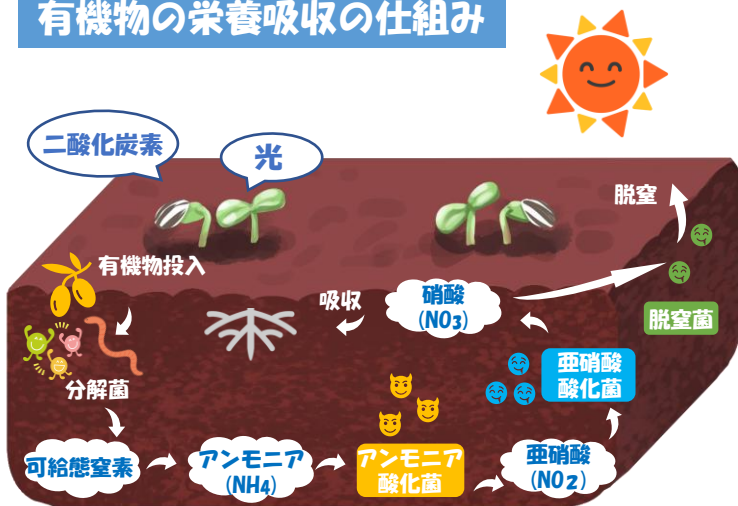 有機物の栄養吸収の仕組み
二酸化炭素
光
脱窒
有機物投入
吸収
硝酸
(NO3)
脱窒菌
分解菌
亜硝酸
酸化菌
可給態窒素
アンモニア
(NH4)
アンモニア
酸化菌
亜硝酸
(NO2)